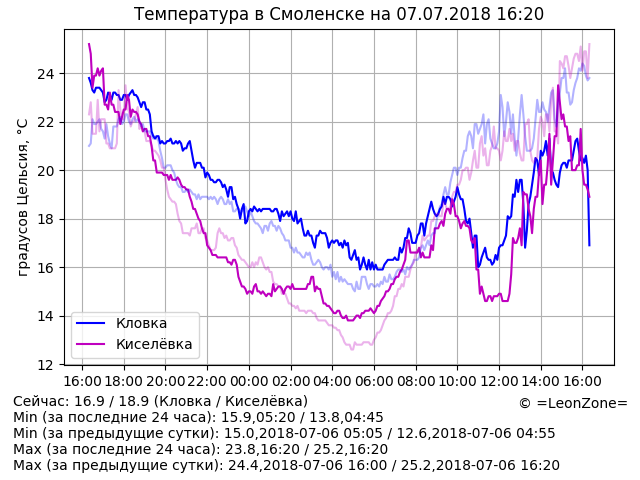 Температура в Смоленске на 07.07.2018 16:20
градусов Цельсия, °C
24
22
20
18
16
14
12
Кловка
Киселёвка
16:00 18:00 20:00 22:00 00:00 02:00 04:00 06:00 08:00 10:00 12:00 14:00 16:00
Сейчас: 16.9 / 18.9 (Кловка / Киселёвка)
© =LeonZone=
Min (за последние 24 часа): 15.9,05:20 / 13.8,04:45
Min (за предыдущие сутки): 15.0,2018-07-06 05:05 / 12.6,2018-07-06 04:55
Max (за последние 24 часа): 23.8,16:20 / 25.2,16:20
Max (за предыдущие сутки): 24.4,2018-07-06 16:00 / 25.2,2018-07-06 16:20